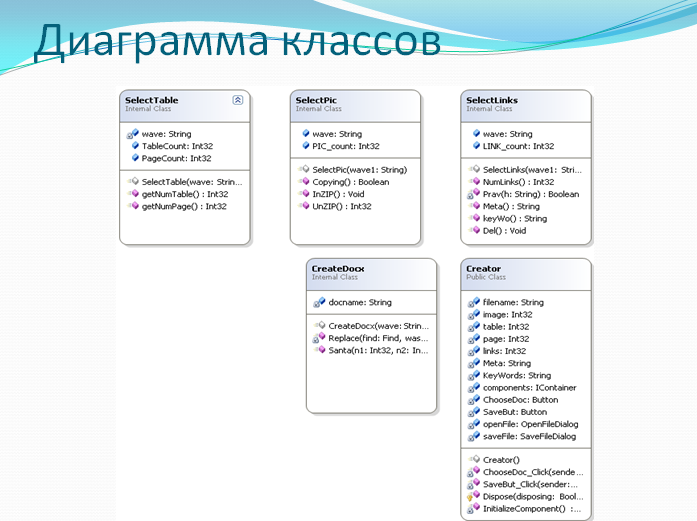 Диаграмма классов
SelectTable
Internal Class
wave: String
TableCount: Int32
PageCount: Int32
SelectTable(wave: Strin...
getNumTable() : Int32
getNumPage() : Int32
SelectPic
Internal Class
wave: String
PIC_count: Int32
SelectPic(wave1: String)
Copying() : Boolean
InZIP() : Void
UnZIP() : Int32
SelectLinks
Internal Class
wave: String
LINK_count: Int32
SelectLinks(wave1: Stri...
NumLinks() : Int32
Prav(h: String) : Boolean
Meta() : String
keyWo() : String
Del() : Void
CreateDocx
Internal Class
docname: String
CreateDocx(wave: Strin...
Replace(find: Find, was...
Santa(n1: Int32, n2: In...
Creator
Public Class
filename: String
image: Int32
table: Int32
page: Int32
links: Int32
Meta: String
KeyWords: String
components: IContainer
ChooseDoc: Button
SaveBut: Button
openFile: OpenFileDialog
saveFile: SaveFileDialog
Creator()
ChooseDoc_Click(sende...
SaveBut_Click(sender:...
Dispose(disposing: Bool...
InitializeComponent() :...